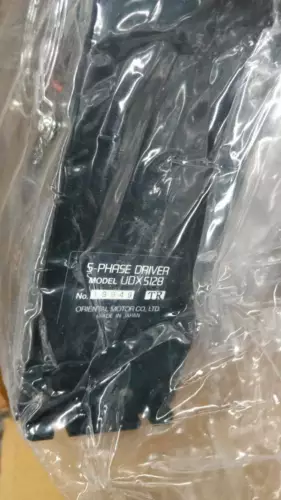 5-PHASE DRIVER
MODEL UDX5128
No. TR
ORIENTAL MOTOR CO., LTD.
MADE IN JAPAN